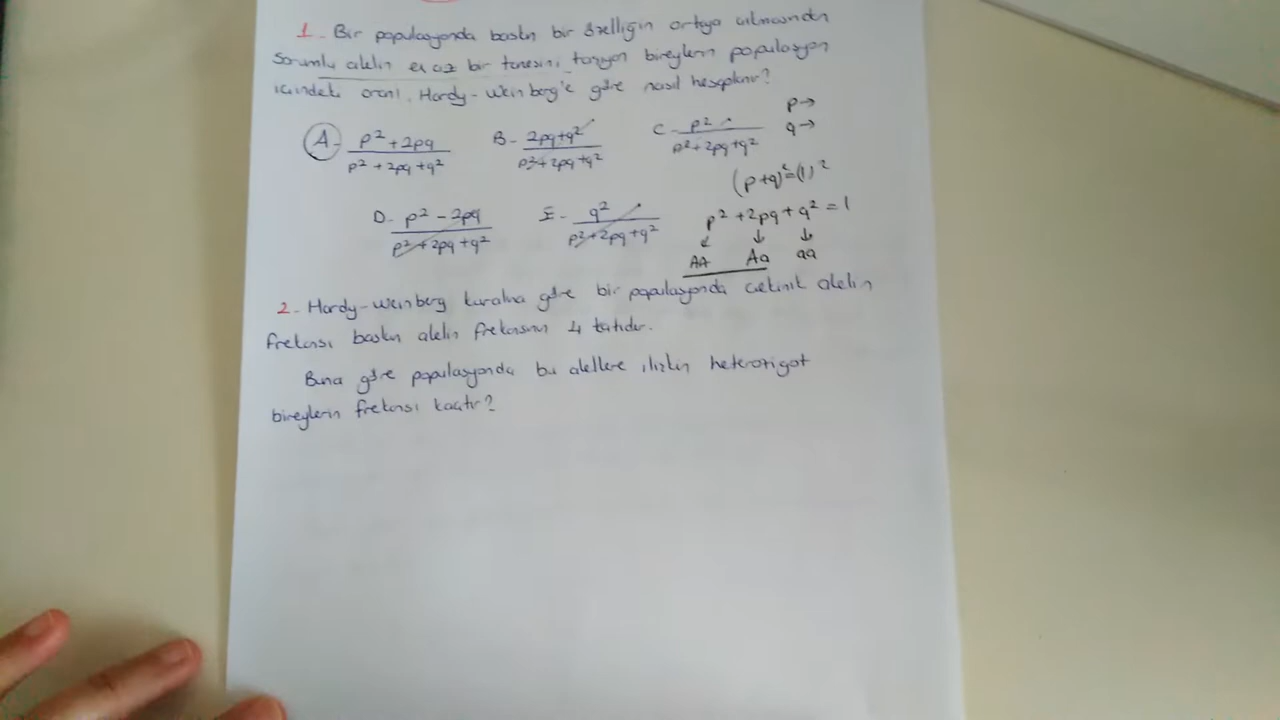 1- Bir populasyonda baskın bir özelliğin ortaya çıkmasından
sorumlu alelin en az bir tanesini taşıyan bireylerin populasyon
içindeki oranı, Hardy-Weinberg'e göre nasıl hesaplanır?
p→
q→
A- p²+2pq / p²+2pq+q²
B- 2pq+q² / p²+2pq+q²
C- p² / p²+2pq+q²
(p+q)²=(1)²
D- p²-2pq / p²+2pq+q²
E- q² / p²+2pq+q²
p²+2pq+q²=1
↓ ↓ ↓
AA Aa aa
2- Hardy-Weinberg kuralına göre bir populasyonda çekinik alelin
frekansı baskın alelin frekansının 4 katıdır.
Buna göre populasyonda bu alellere ilişkin heterozigot
bireylerin frekansı kaçtır?